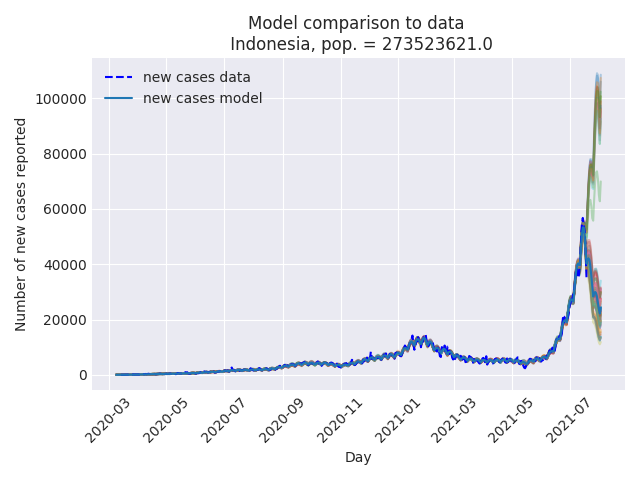 Model comparison to data
Indonesia, pop. = 273523621.0
new cases data
new cases model
Number of new cases reported
100000
80000
60000
40000
20000
0
2020-03
2020-05
2020-07
2020-09
2020-11
2021-01
2021-03
2021-05
2021-07
Day